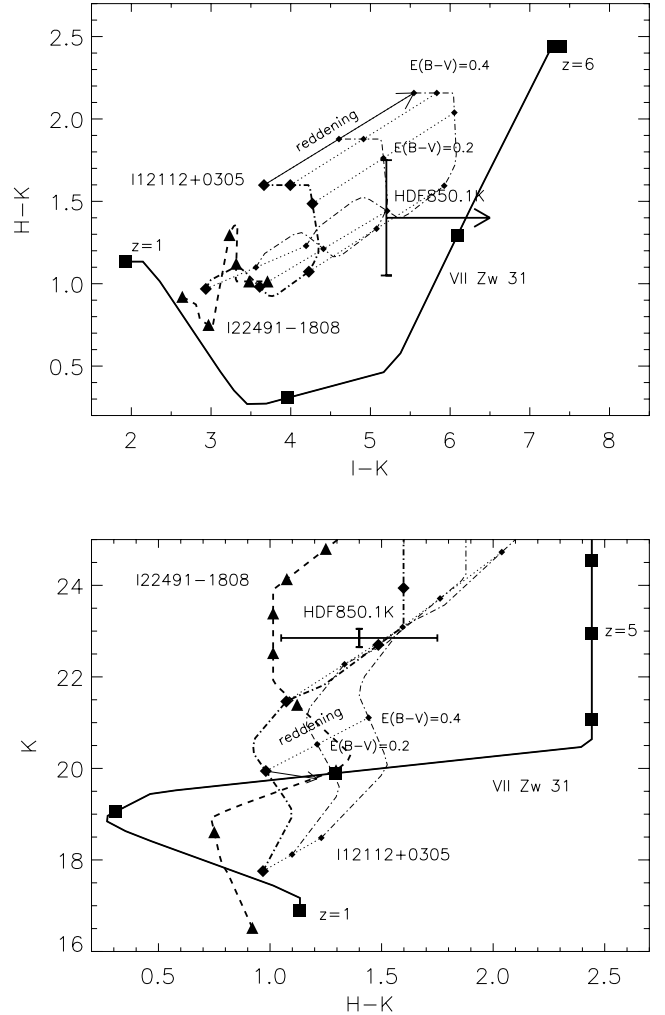 2.5
z=6
E(B−V)=0.4
2.0
reddening
E(B−V)=0.2
I12112+0305
HDF850.1K
H−K
1.5
z=1
VII Zw 31
1.0
I22491−1808
0.5
2 3 4 5 6 7 8
I−K
I22491−1808
24
HDF850.1K
z=5
22
reddening
E(B−V)=0.4
K
E(B−V)=0.2
20
VII Zw 31
I12112+0305
18
z=1
16
0.5 1.0 1.5 2.0 2.5
H−K